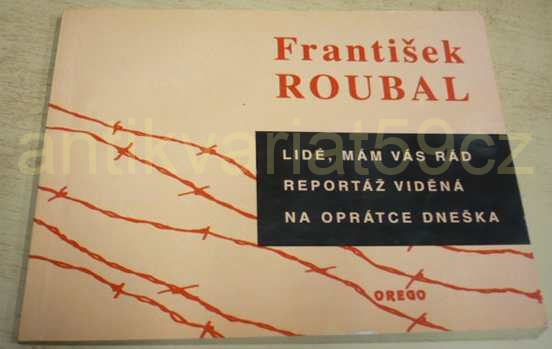 František
ROUBAL
LIDÉ, MÁM VÁS RÁD
REPORTÁŽ VIDĚNÁ
NA OPRÁTCE DNEŠKA
OREGO
antikvariat59cz